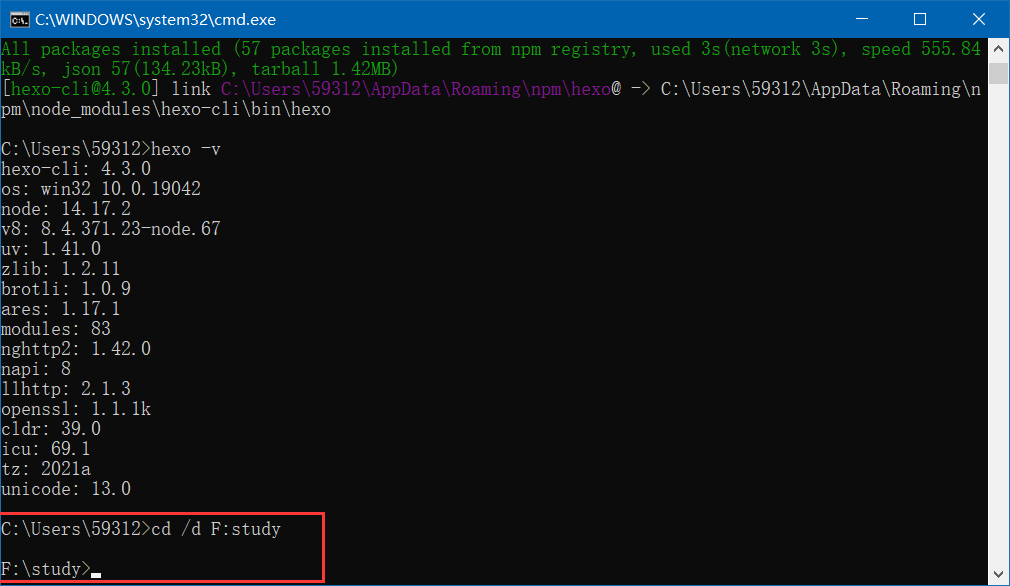 C:\WINDOWS\system32\cmd.exe
All packages installed (57 packages installed from npm registry, used 3s(network 3s), speed 555.84
kB/s, json 57(134.23kB), tarball 1.42MB)
[hexo-cli@4.3.0] link C:\Users\59312\AppData\Roaming\npm\hexo@ -> C:\Users\59312\AppData\Roaming\n
pm\node_modules\hexo-cli\bin\hexo
C:\Users\59312>hexo -v
hexo-cli: 4.3.0
os: win32 10.0.19042
node: 14.17.2
v8: 8.4.371.23-node.67
uv: 1.41.0
zlib: 1.2.11
brotli: 1.0.9
ares: 1.17.1
modules: 83
nghttp2: 1.42.0
napi: 8
llhttp: 2.1.3
openssl: 1.1.1k
cldr: 39.0
icu: 69.1
tz: 2021a
unicode: 13.0
C:\Users\59312>cd /d F:study
F:\study>